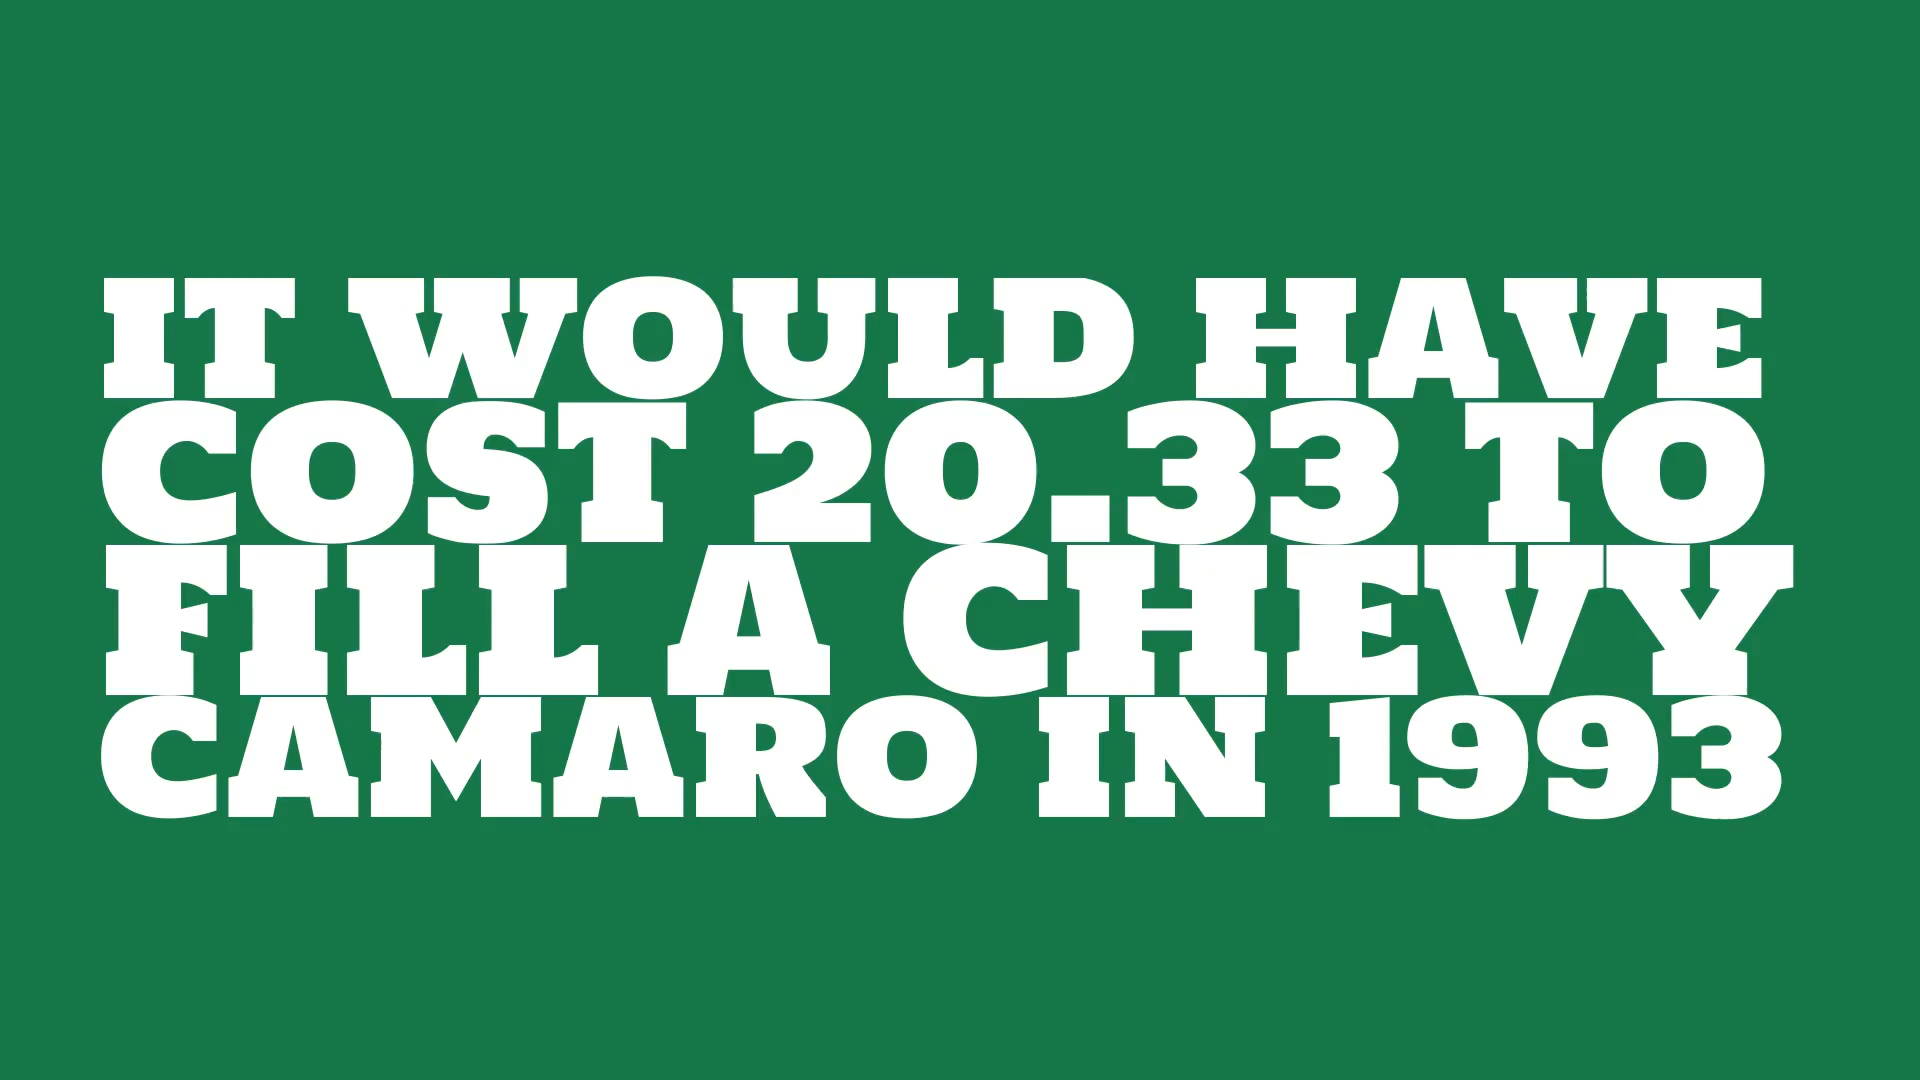 IT WOULD HAVE
COST 20.33 TO
FILL A CHEVY
CAMARO IN 1993